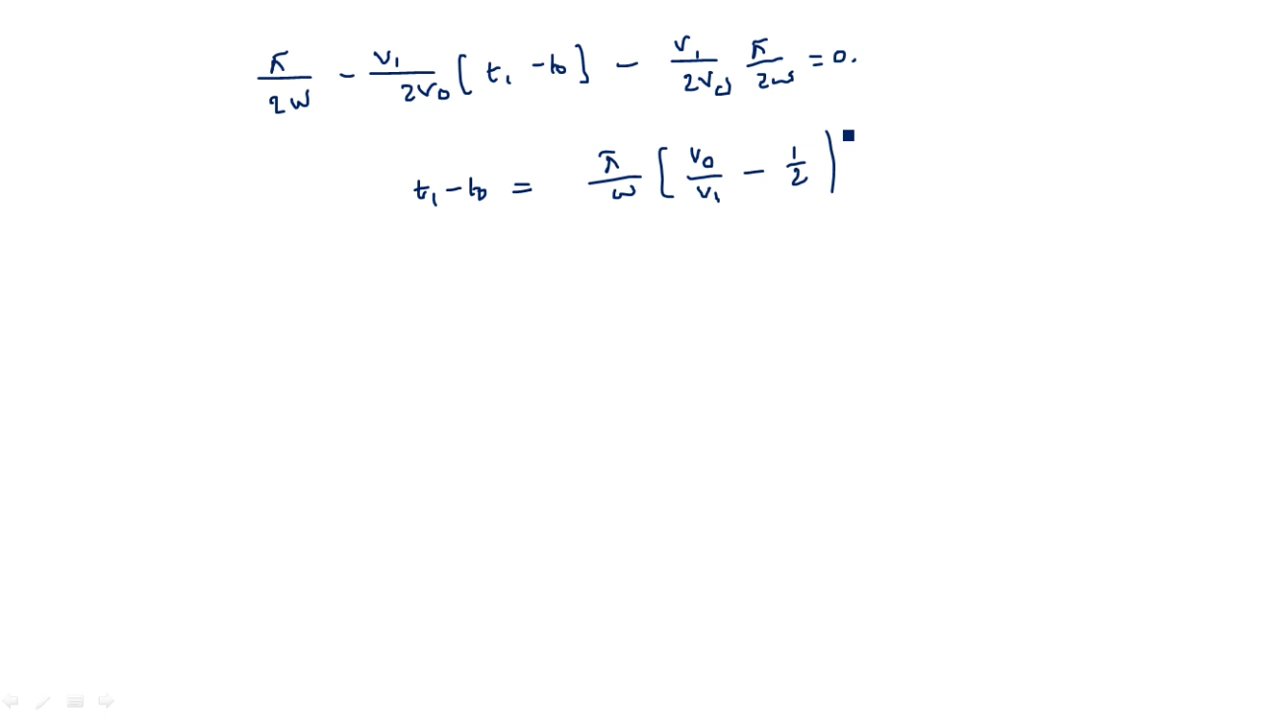 π/2ω - v₁/2v₀ [t₁ - t₀] - v₁/2v₀ π/2ω = 0.
t₁ - t₀ = π/ω [v₀/v₁ - 1/2)